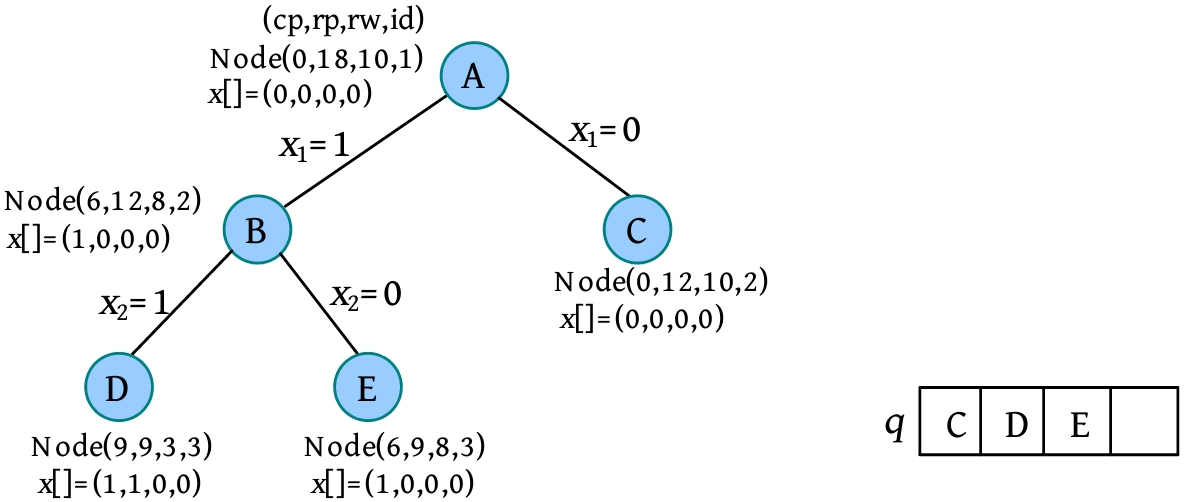 (cp,rp,rw,id)
Node(0,18,10,1)
x[]=(0,0,0,0)
A
x₁=1
x₁=0
Node(6,12,8,2)
x[]=(1,0,0,0)
B
C
Node(0,12,10,2)
x[]=(0,0,0,0)
x₂=1
x₂=0
D
E
Node(9,9,3,3)
x[]=(1,1,0,0)
Node(6,9,8,3)
x[]=(1,0,0,0)
q C D E